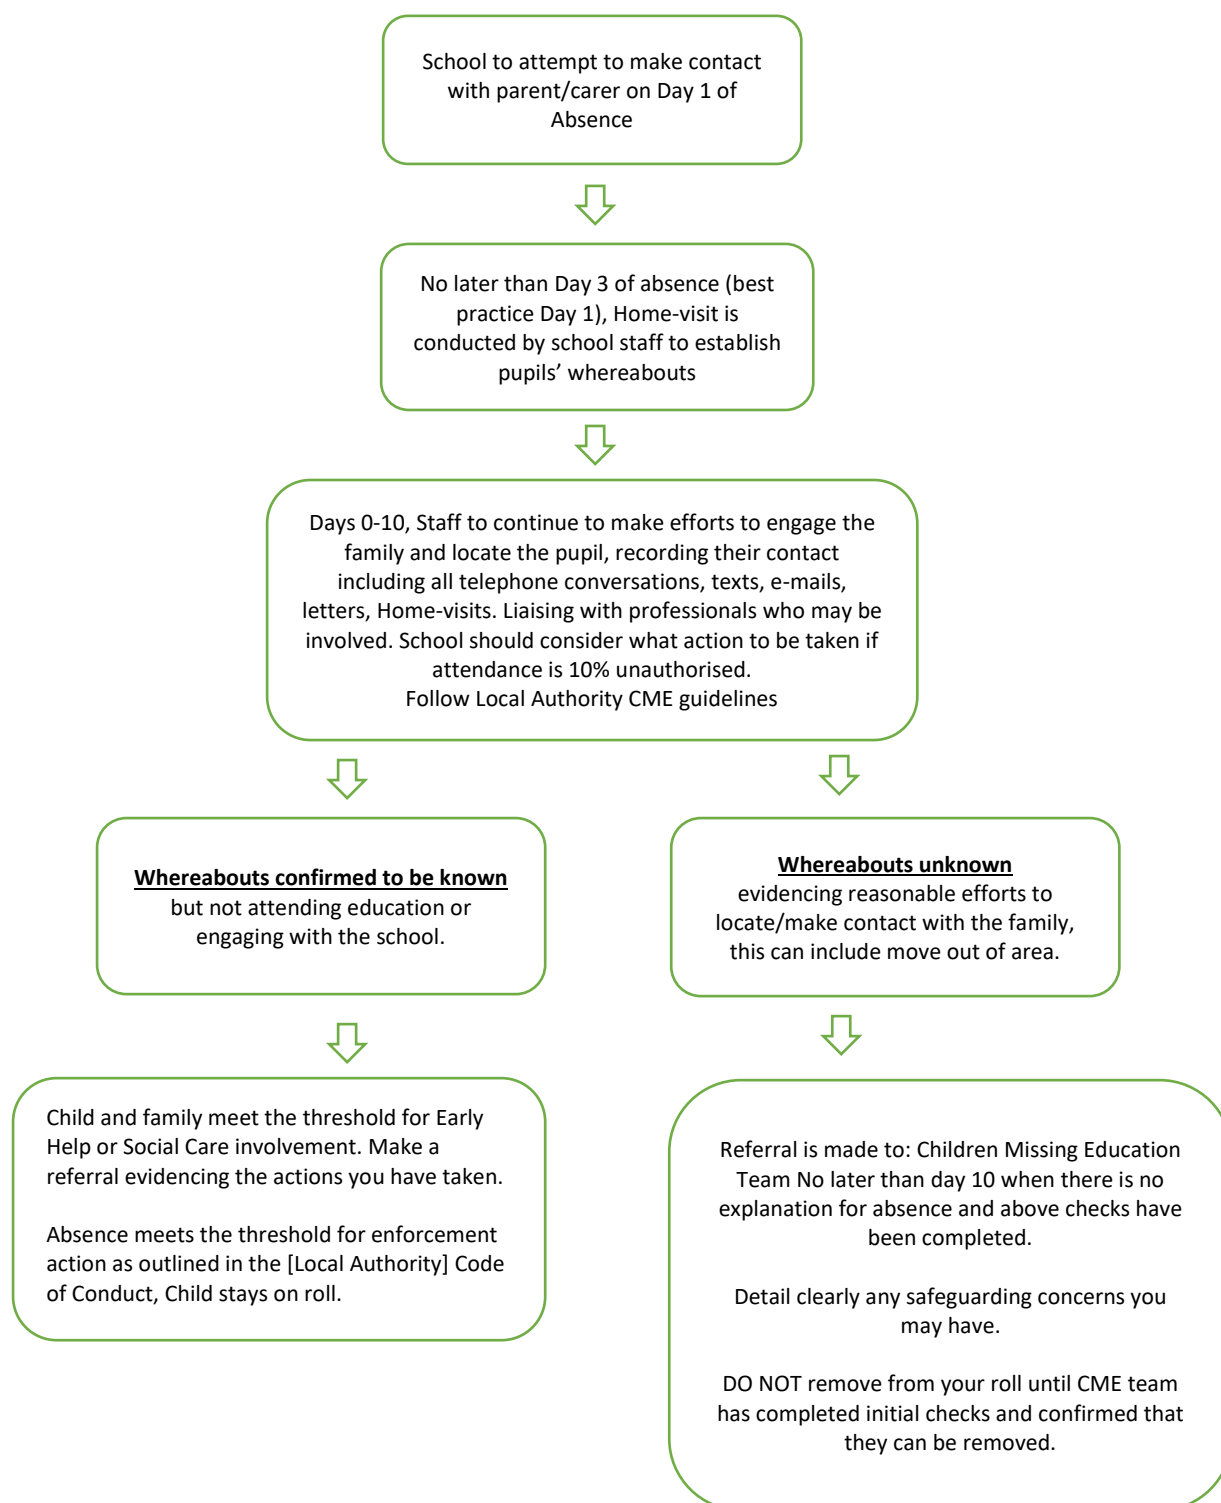 School to attempt to make contact
with parent/carer on Day 1 of
Absence
No later than Day 3 of absence (best
practice Day 1), Home-visit is
conducted by school staff to establish
pupils’ whereabouts
Days 0-10, Staff to continue to make efforts to engage the
family and locate the pupil, recording their contact
including all telephone conversations, texts, e-mails,
letters, Home-visits. Liaising with professionals who may be
involved. School should consider what action to be taken if
attendance is 10% unauthorised.
Follow Local Authority CME guidelines
Whereabouts confirmed to be known
but not attending education or
engaging with the school.
Whereabouts unknown
evidencing reasonable efforts to
locate/make contact with the family,
this can include move out of area.
Child and family meet the threshold for Early
Help or Social Care involvement. Make a
referral evidencing the actions you have taken.
Absence meets the threshold for enforcement
action as outlined in the [Local Authority] Code
of Conduct, Child stays on roll.
Referral is made to: Children Missing Education
Team No later than day 10 when there is no
explanation for absence and above checks have
been completed.
Detail clearly any safeguarding concerns you
may have.
DO NOT remove from your roll until CME team
has completed initial checks and confirmed that
they can be removed.